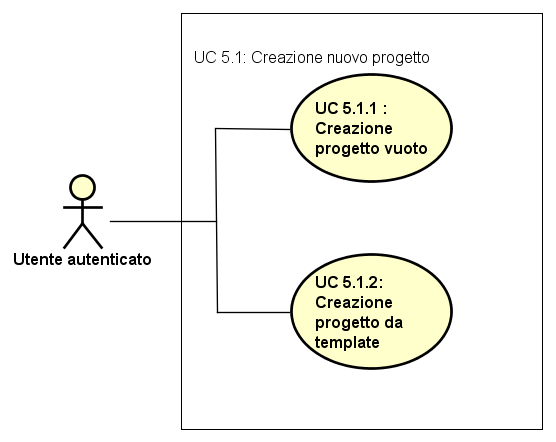 UC 5.1: Creazione nuovo progetto
UC 5.1.1 :
Creazione
progetto vuoto
Utente autenticato
UC 5.1.2:
Creazione
progetto da
template